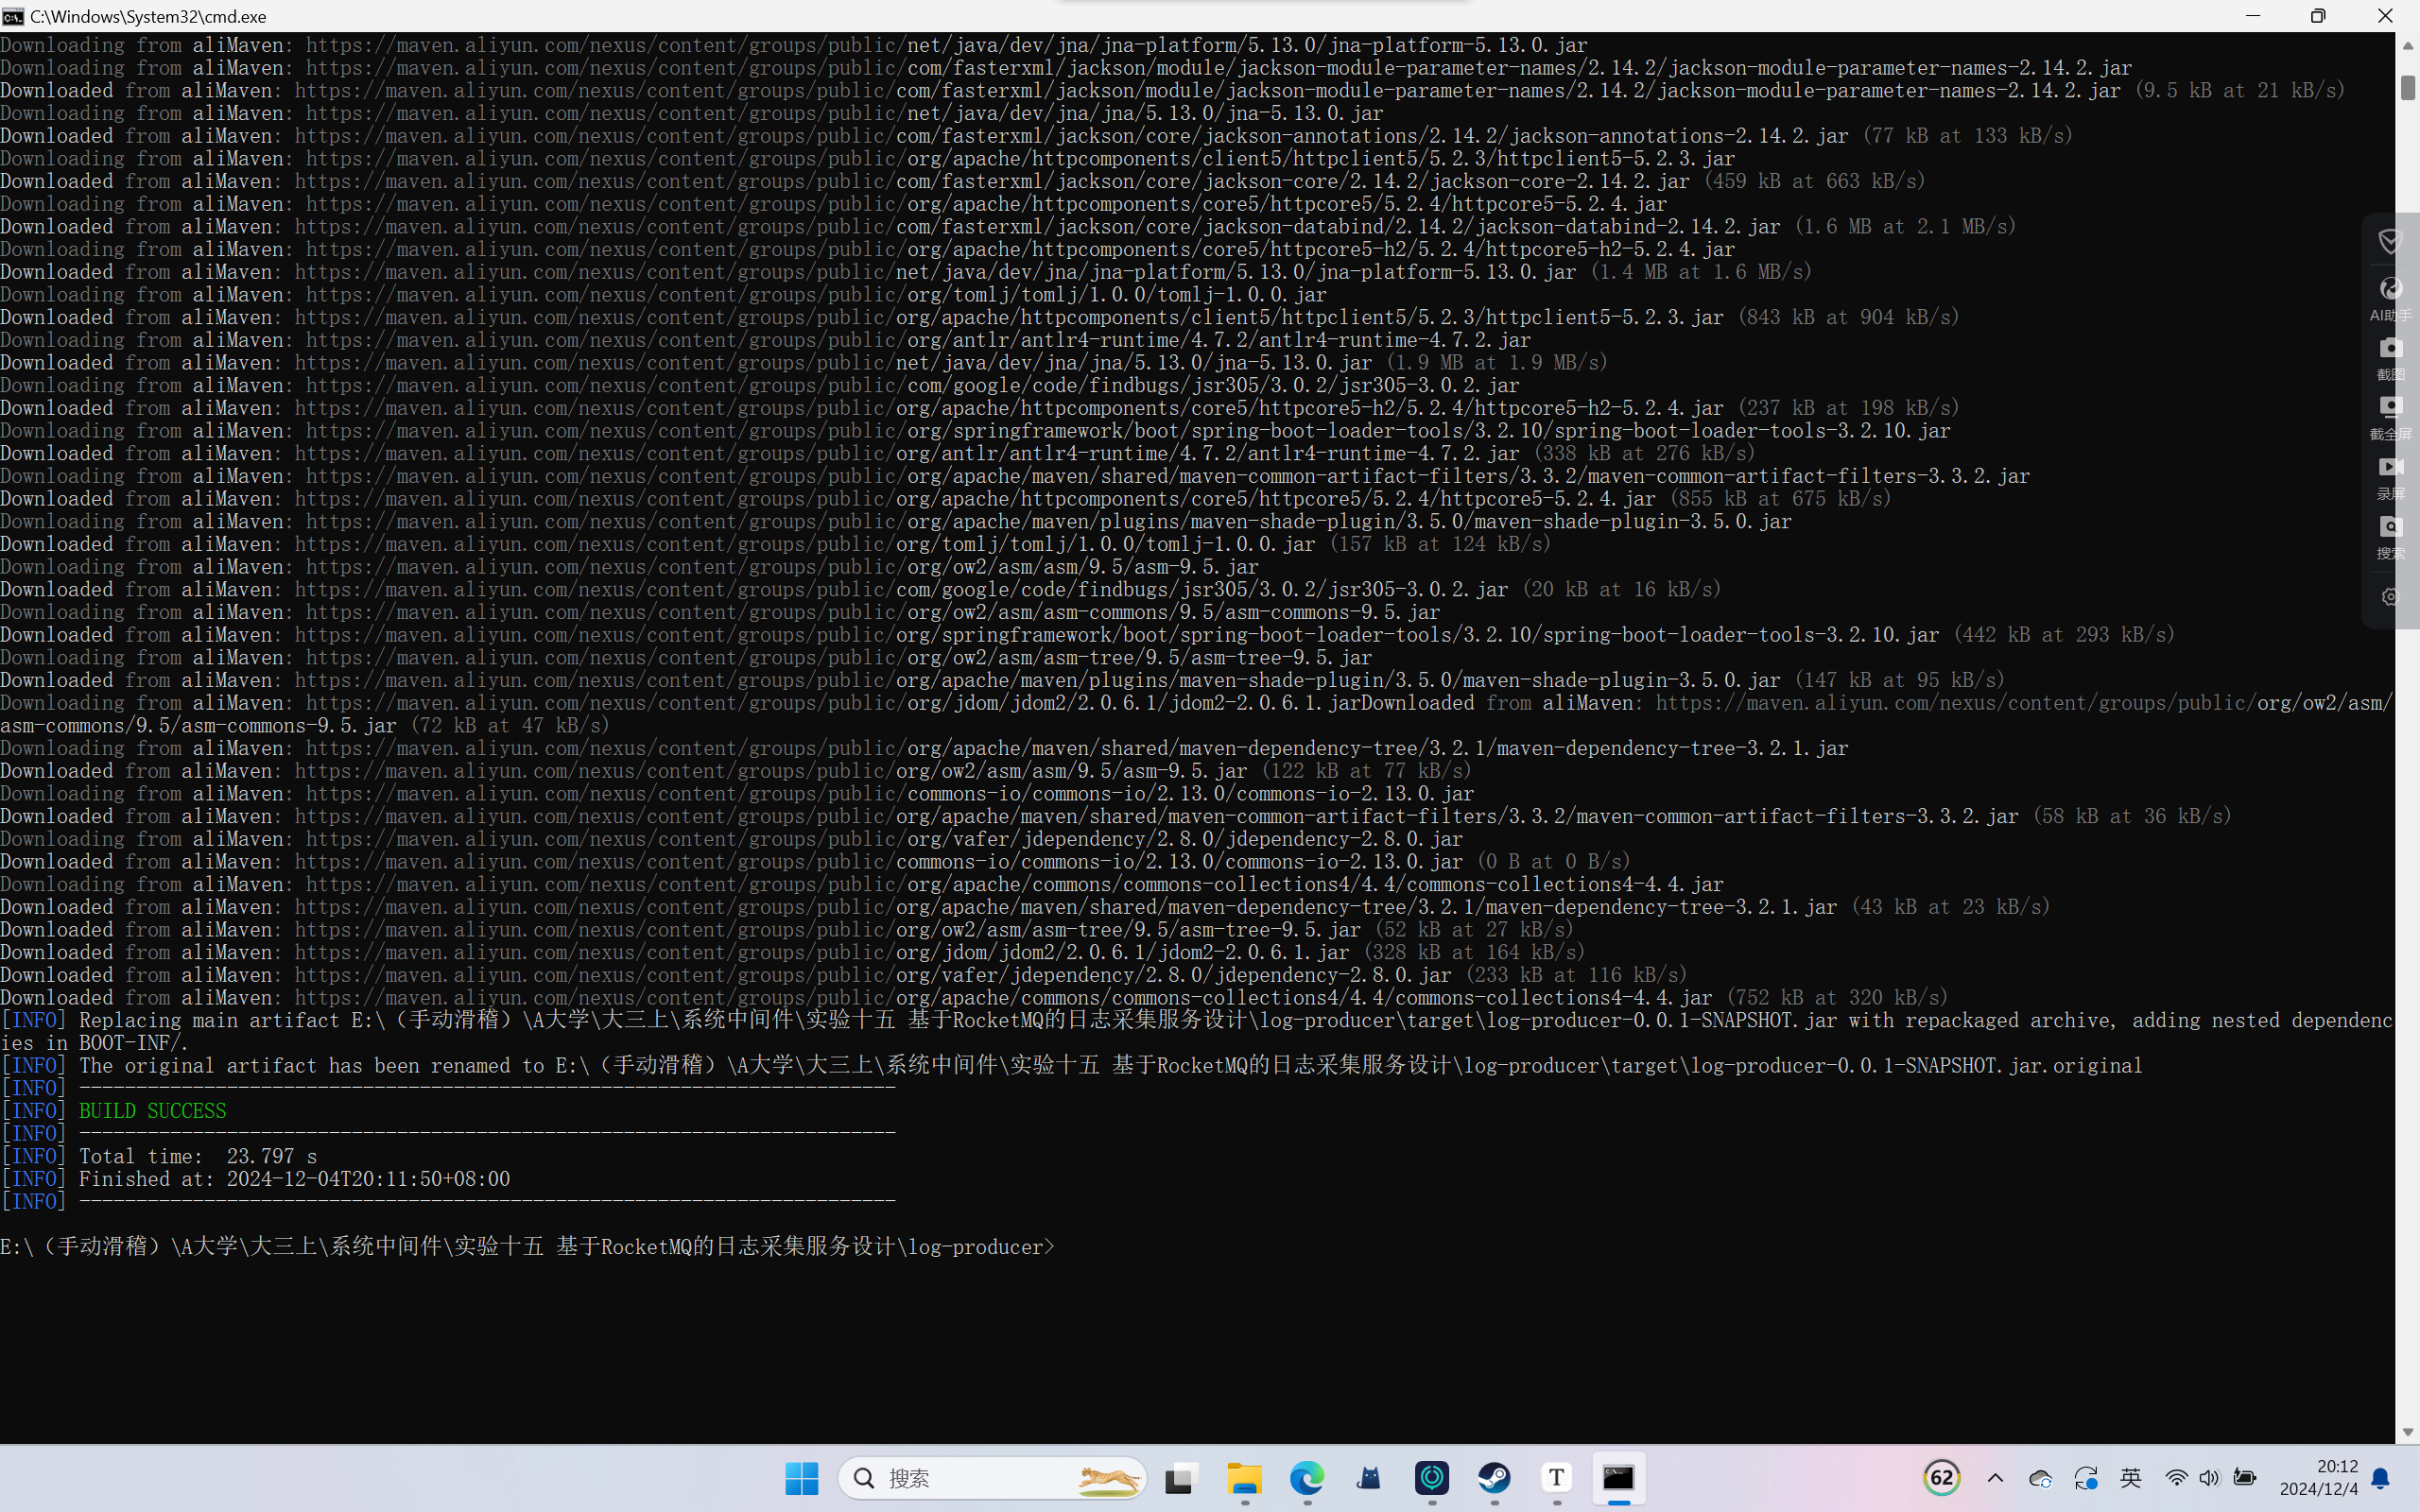 C:\Windows\System32\cmd.exe
Downloading from aliMaven: https://maven.aliyun.com/nexus/content/groups/public/net/java/dev/jna/jna-platform/5.13.0/jna-platform-5.13.0.jar
Downloading from aliMaven: https://maven.aliyun.com/nexus/content/groups/public/com/fasterxml/jackson/module/jackson-module-parameter-names/2.14.2/jackson-module-parameter-names-2.14.2.jar
Downloaded from aliMaven: https://maven.aliyun.com/nexus/content/groups/public/com/fasterxml/jackson/module/jackson-module-parameter-names/2.14.2/jackson-module-parameter-names-2.14.2.jar (9.5 kB at 21 kB/s)
Downloading from aliMaven: https://maven.aliyun.com/nexus/content/groups/public/net/java/dev/jna/jna/5.13.0/jna-5.13.0.jar
Downloaded from aliMaven: https://maven.aliyun.com/nexus/content/groups/public/com/fasterxml/jackson/core/jackson-annotations/2.14.2/jackson-annotations-2.14.2.jar (77 kB at 133 kB/s)
Downloading from aliMaven: https://maven.aliyun.com/nexus/content/groups/public/org/apache/httpcomponents/client5/httpclient5/5.2.3/httpclient5-5.2.3.jar
Downloaded from aliMaven: https://maven.aliyun.com/nexus/content/groups/public/com/fasterxml/jackson/core/jackson-core/2.14.2/jackson-core-2.14.2.jar (459 kB at 663 kB/s)
Downloading from aliMaven: https://maven.aliyun.com/nexus/content/groups/public/org/apache/httpcomponents/core5/httpcore5/5.2.4/httpcore5-5.2.4.jar
Downloaded from aliMaven: https://maven.aliyun.com/nexus/content/groups/public/com/fasterxml/jackson/core/jackson-databind/2.14.2/jackson-databind-2.14.2.jar (1.6 MB at 2.1 MB/s)
Downloading from aliMaven: https://maven.aliyun.com/nexus/content/groups/public/org/apache/httpcomponents/core5/httpcore5-h2/5.2.4/httpcore5-h2-5.2.4.jar
Downloaded from aliMaven: https://maven.aliyun.com/nexus/content/groups/public/net/java/dev/jna/jna-platform/5.13.0/jna-platform-5.13.0.jar (1.4 MB at 1.6 MB/s)
Downloading from aliMaven: https://maven.aliyun.com/nexus/content/groups/public/org/tomlj/tomlj/1.0.0/tomlj-1.0.0.jar
Downloaded from aliMaven: https://maven.aliyun.com/nexus/content/groups/public/org/apache/httpcomponents/client5/httpclient5/5.2.3/httpclient5-5.2.3.jar (843 kB at 904 kB/s)
Downloading from aliMaven: https://maven.aliyun.com/nexus/content/groups/public/org/antlr/antlr4-runtime/4.7.2/antlr4-runtime-4.7.2.jar
Downloaded from aliMaven: https://maven.aliyun.com/nexus/content/groups/public/net/java/dev/jna/jna/5.13.0/jna-5.13.0.jar (1.9 MB at 1.9 MB/s)
Downloading from aliMaven: https://maven.aliyun.com/nexus/content/groups/public/com/google/code/findbugs/jsr305/3.0.2/jsr305-3.0.2.jar
Downloaded from aliMaven: https://maven.aliyun.com/nexus/content/groups/public/org/apache/httpcomponents/core5/httpcore5-h2/5.2.4/httpcore5-h2-5.2.4.jar (237 kB at 198 kB/s)
Downloading from aliMaven: https://maven.aliyun.com/nexus/content/groups/public/org/springframework/boot/spring-boot-loader-tools/3.2.10/spring-boot-loader-tools-3.2.10.jar
Downloaded from aliMaven: https://maven.aliyun.com/nexus/content/groups/public/org/antlr/antlr4-runtime/4.7.2/antlr4-runtime-4.7.2.jar (338 kB at 276 kB/s)
Downloading from aliMaven: https://maven.aliyun.com/nexus/content/groups/public/org/apache/maven/shared/maven-common-artifact-filters/3.3.2/maven-common-artifact-filters-3.3.2.jar
Downloaded from aliMaven: https://maven.aliyun.com/nexus/content/groups/public/org/apache/httpcomponents/core5/httpcore5/5.2.4/httpcore5-5.2.4.jar (855 kB at 675 kB/s)
Downloading from aliMaven: https://maven.aliyun.com/nexus/content/groups/public/org/apache/maven/plugins/maven-shade-plugin/3.5.0/maven-shade-plugin-3.5.0.jar
Downloaded from aliMaven: https://maven.aliyun.com/nexus/content/groups/public/org/tomlj/tomlj/1.0.0/tomlj-1.0.0.jar (157 kB at 124 kB/s)
Downloading from aliMaven: https://maven.aliyun.com/nexus/content/groups/public/org/ow2/asm/asm/9.5/asm-9.5.jar
Downloaded from aliMaven: https://maven.aliyun.com/nexus/content/groups/public/com/google/code/findbugs/jsr305/3.0.2/jsr305-3.0.2.jar (20 kB at 16 kB/s)
Downloading from aliMaven: https://maven.aliyun.com/nexus/content/groups/public/org/ow2/asm/asm-commons/9.5/asm-commons-9.5.jar
Downloaded from aliMaven: https://maven.aliyun.com/nexus/content/groups/public/org/springframework/boot/spring-boot-loader-tools/3.2.10/spring-boot-loader-tools-3.2.10.jar (442 kB at 293 kB/s)
Downloading from aliMaven: https://maven.aliyun.com/nexus/content/groups/public/org/ow2/asm/asm-tree/9.5/asm-tree-9.5.jar
Downloaded from aliMaven: https://maven.aliyun.com/nexus/content/groups/public/org/apache/maven/plugins/maven-shade-plugin/3.5.0/maven-shade-plugin-3.5.0.jar (147 kB at 95 kB/s)
Downloading from aliMaven: https://maven.aliyun.com/nexus/content/groups/public/org/jdom/jdom2/2.0.6.1/jdom2-2.0.6.1.jarDownloaded from aliMaven: https://maven.aliyun.com/nexus/content/groups/public/org/ow2/asm/
asm-commons/9.5/asm-commons-9.5.jar (72 kB at 47 kB/s)
Downloading from aliMaven: https://maven.aliyun.com/nexus/content/groups/public/org/apache/maven/shared/maven-dependency-tree/3.2.1/maven-dependency-tree-3.2.1.jar
Downloaded from aliMaven: https://maven.aliyun.com/nexus/content/groups/public/org/ow2/asm/asm/9.5/asm-9.5.jar (122 kB at 77 kB/s)
Downloading from aliMaven: https://maven.aliyun.com/nexus/content/groups/public/commons-io/commons-io/2.13.0/commons-io-2.13.0.jar
Downloaded from aliMaven: https://maven.aliyun.com/nexus/content/groups/public/org/apache/maven/shared/maven-common-artifact-filters/3.3.2/maven-common-artifact-filters-3.3.2.jar (58 kB at 36 kB/s)
Downloading from aliMaven: https://maven.aliyun.com/nexus/content/groups/public/org/vafer/jdependency/2.8.0/jdependency-2.8.0.jar
Downloaded from aliMaven: https://maven.aliyun.com/nexus/content/groups/public/commons-io/commons-io/2.13.0/commons-io-2.13.0.jar (0 B at 0 B/s)
Downloading from aliMaven: https://maven.aliyun.com/nexus/content/groups/public/org/apache/commons/commons-collections4/4.4/commons-collections4-4.4.jar
Downloaded from aliMaven: https://maven.aliyun.com/nexus/content/groups/public/org/apache/maven/shared/maven-dependency-tree/3.2.1/maven-dependency-tree-3.2.1.jar (43 kB at 23 kB/s)
Downloaded from aliMaven: https://maven.aliyun.com/nexus/content/groups/public/org/ow2/asm/asm-tree/9.5/asm-tree-9.5.jar (52 kB at 27 kB/s)
Downloaded from aliMaven: https://maven.aliyun.com/nexus/content/groups/public/org/jdom/jdom2/2.0.6.1/jdom2-2.0.6.1.jar (328 kB at 164 kB/s)
Downloaded from aliMaven: https://maven.aliyun.com/nexus/content/groups/public/org/vafer/jdependency/2.8.0/jdependency-2.8.0.jar (233 kB at 116 kB/s)
Downloaded from aliMaven: https://maven.aliyun.com/nexus/content/groups/public/org/apache/commons/commons-collections4/4.4/commons-collections4-4.4.jar (752 kB at 320 kB/s)
[INFO] Replacing main artifact E:\（手动滑稽）\A大学\大三上\系统中间件\实验十五 基于RocketMQ的日志采集服务设计\log-producer\target\log-producer-0.0.1-SNAPSHOT.jar with repackaged archive, adding nested dependenc
ies in BOOT-INF/.
[INFO] The original artifact has been renamed to E:\（手动滑稽）\A大学\大三上\系统中间件\实验十五 基于RocketMQ的日志采集服务设计\log-producer\target\log-producer-0.0.1-SNAPSHOT.jar.original
[INFO] ------------------------------------------------------------------------
[INFO] BUILD SUCCESS
[INFO] ------------------------------------------------------------------------
[INFO] Total time:  23.797 s
[INFO] Finished at: 2024-12-04T20:11:50+08:00
[INFO] ------------------------------------------------------------------------
E:\（手动滑稽）\A大学\大三上\系统中间件\实验十五 基于RocketMQ的日志采集服务设计\log-producer>
AI助手
截图
截全屏
录屏
搜索
搜索
T
62
英
20:12
2024/12/4